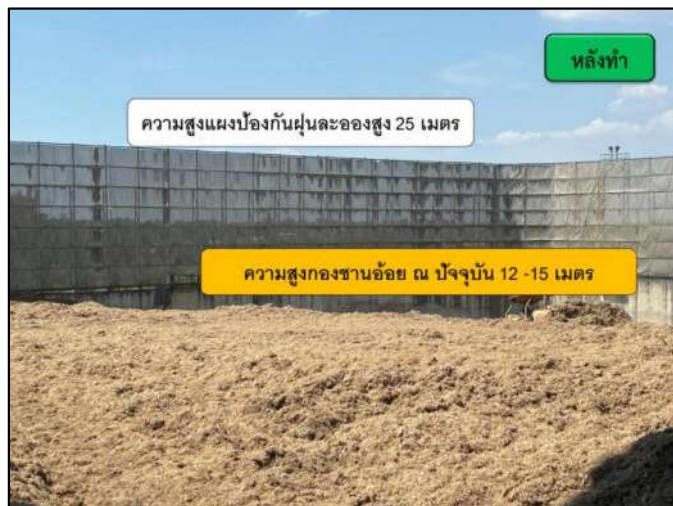 หลังทำ
ความสูงแผงป้องกันฝุ่นละอองสูง 25 เมตร
ความสูงกองชานอ้อย ณ ปัจจุบัน 12 -15 เมตร